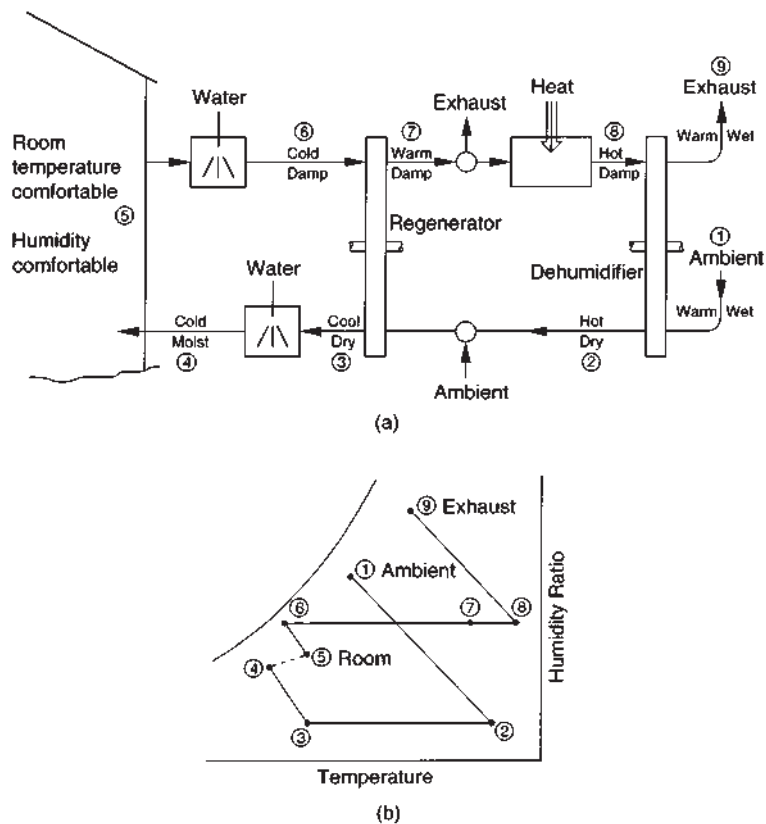 Water
⑥
Cold
Damp
⑦
Warm
Damp
Exhaust
Heat
⑧
Hot
Damp
⑨
Exhaust
Warm Wet
Room
temperature
comfortable
⑤
Humidity
comfortable
Regenerator
Dehumidifier
①
Ambient
Warm Wet
Water
Cold
Moist
④
Cool
Dry
③
Hot
Dry
②
Ambient
(a)
⑨ Exhaust
① Ambient
⑥
⑦
⑧
⑤ Room
④
③
②
Humidity Ratio
Temperature
(b)